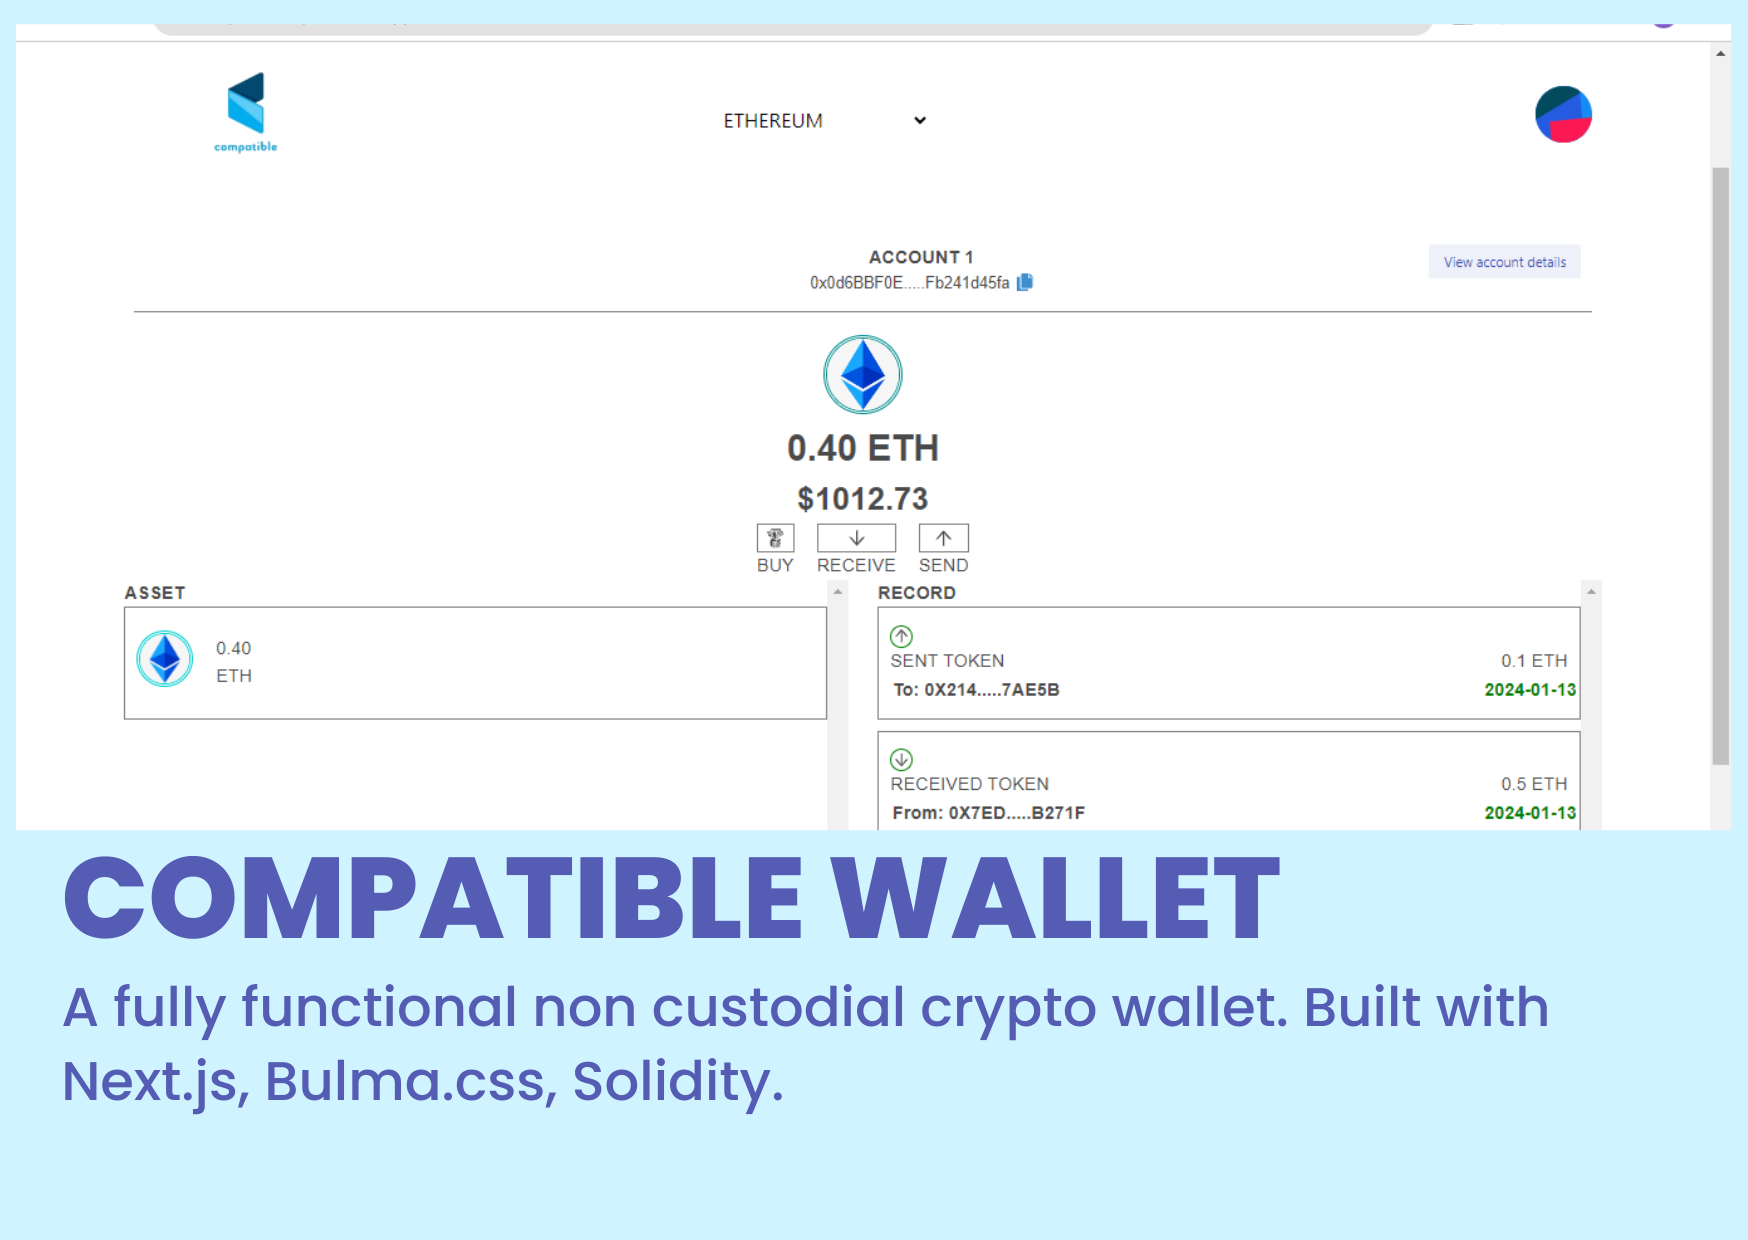 compatible
ETHEREUM
ACCOUNT 1
0x0d6BBF0E.....Fb241d45fa
View account details
0.40 ETH
$1012.73
BUY
RECEIVE
SEND
ASSET
0.40
ETH
RECORD
SENT TOKEN
0.1 ETH
To: 0X214.....7AE5B
2024-01-13
RECEIVED TOKEN
0.5 ETH
From: 0X7ED.....B271F
2024-01-13
COMPATIBLE WALLET
A fully functional non custodial crypto wallet. Built with
Next.js, Bulma.css, Solidity.